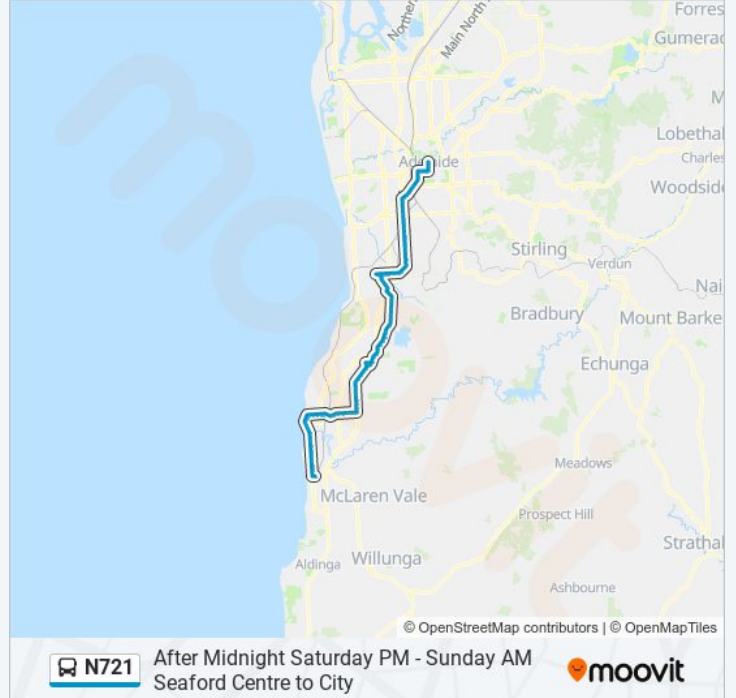 Forres
Northern
Main North
Gumerac
M
Lobethal
Adelaide
Charles
Woodside
Stirling
Verdun
Nai
Bradbury
Mount Barke
Echunga
Meadows
McLaren Vale
Prospect Hill
Strathal
Aldinga
Willunga
Ashbourne
moovit
© OpenStreetMap contributors | © OpenMapTiles
N721
After Midnight Saturday PM - Sunday AM
Seaford Centre to City
moovit